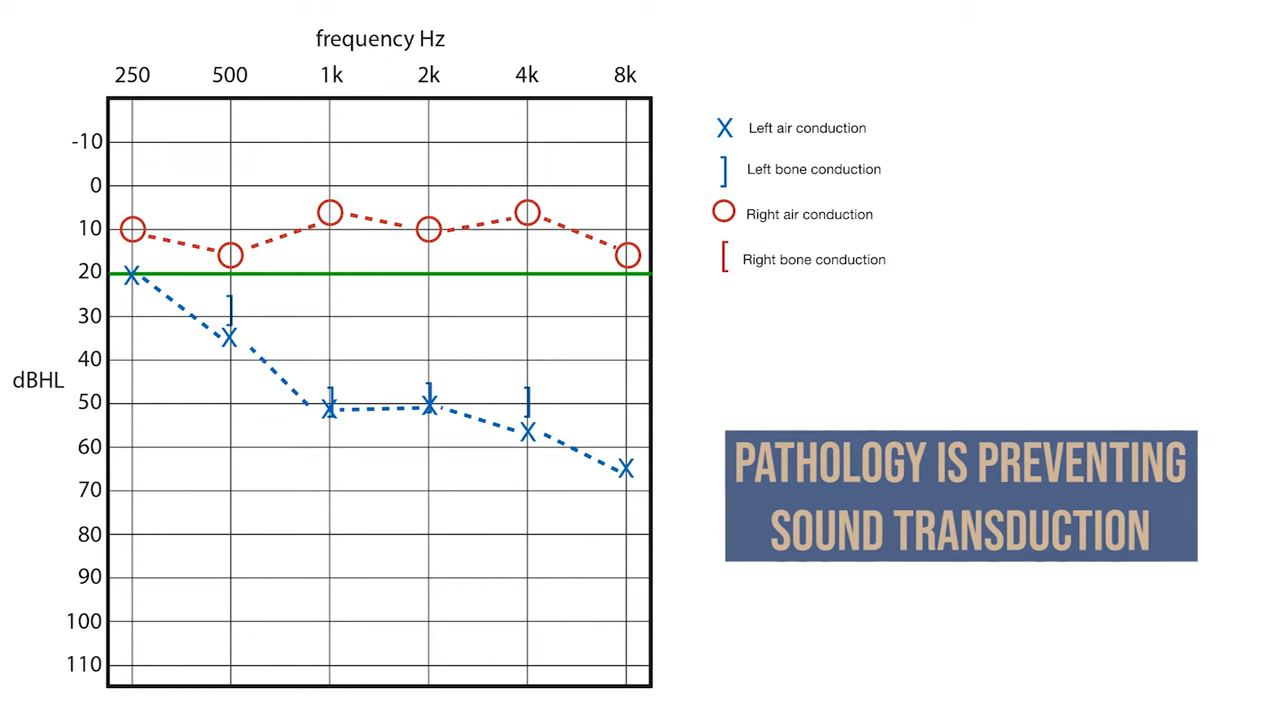 frequency Hz
250 500 1k 2k 4k 8k
-10
0
10
20
30
40
dBHL
50
60
70
80
90
100
110
X Left air conduction
] Left bone conduction
Right air conduction
[ Right bone conduction
PATHOLOGY IS PREVENTING
SOUND TRANSDUCTION